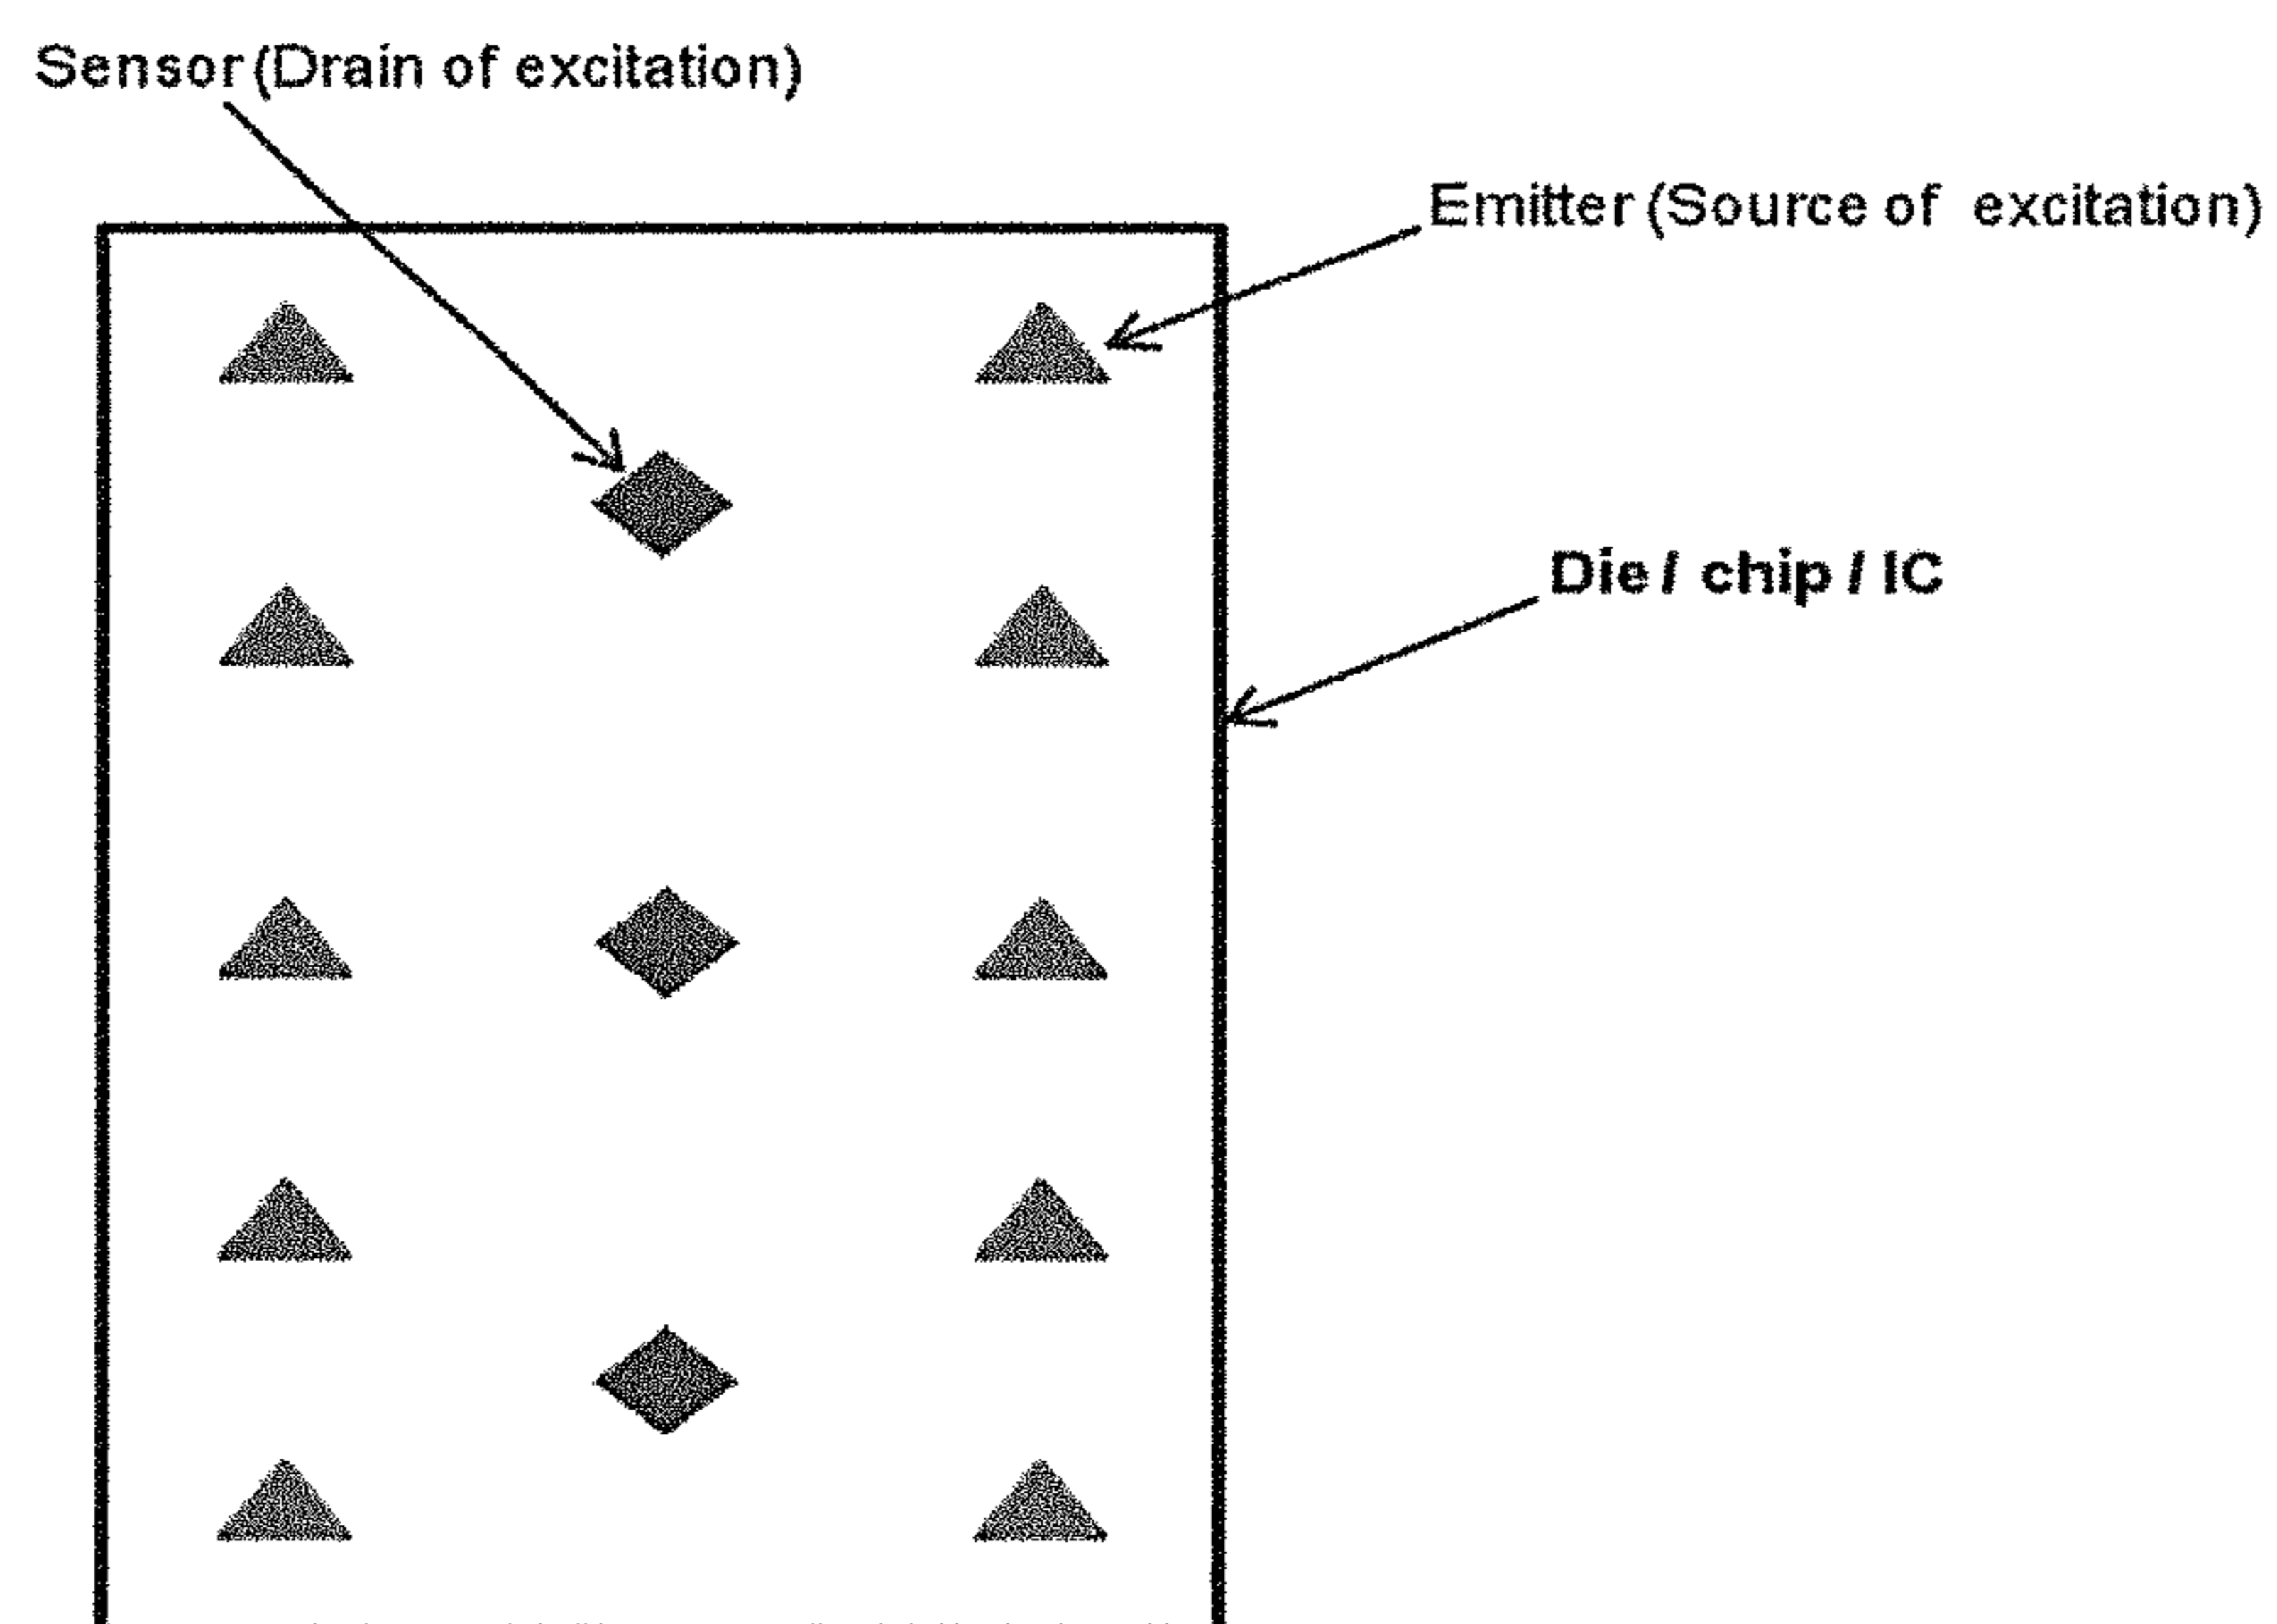 Sensor (Drain of excitation)
Emitter (Source of excitation)
Die / chip / IC